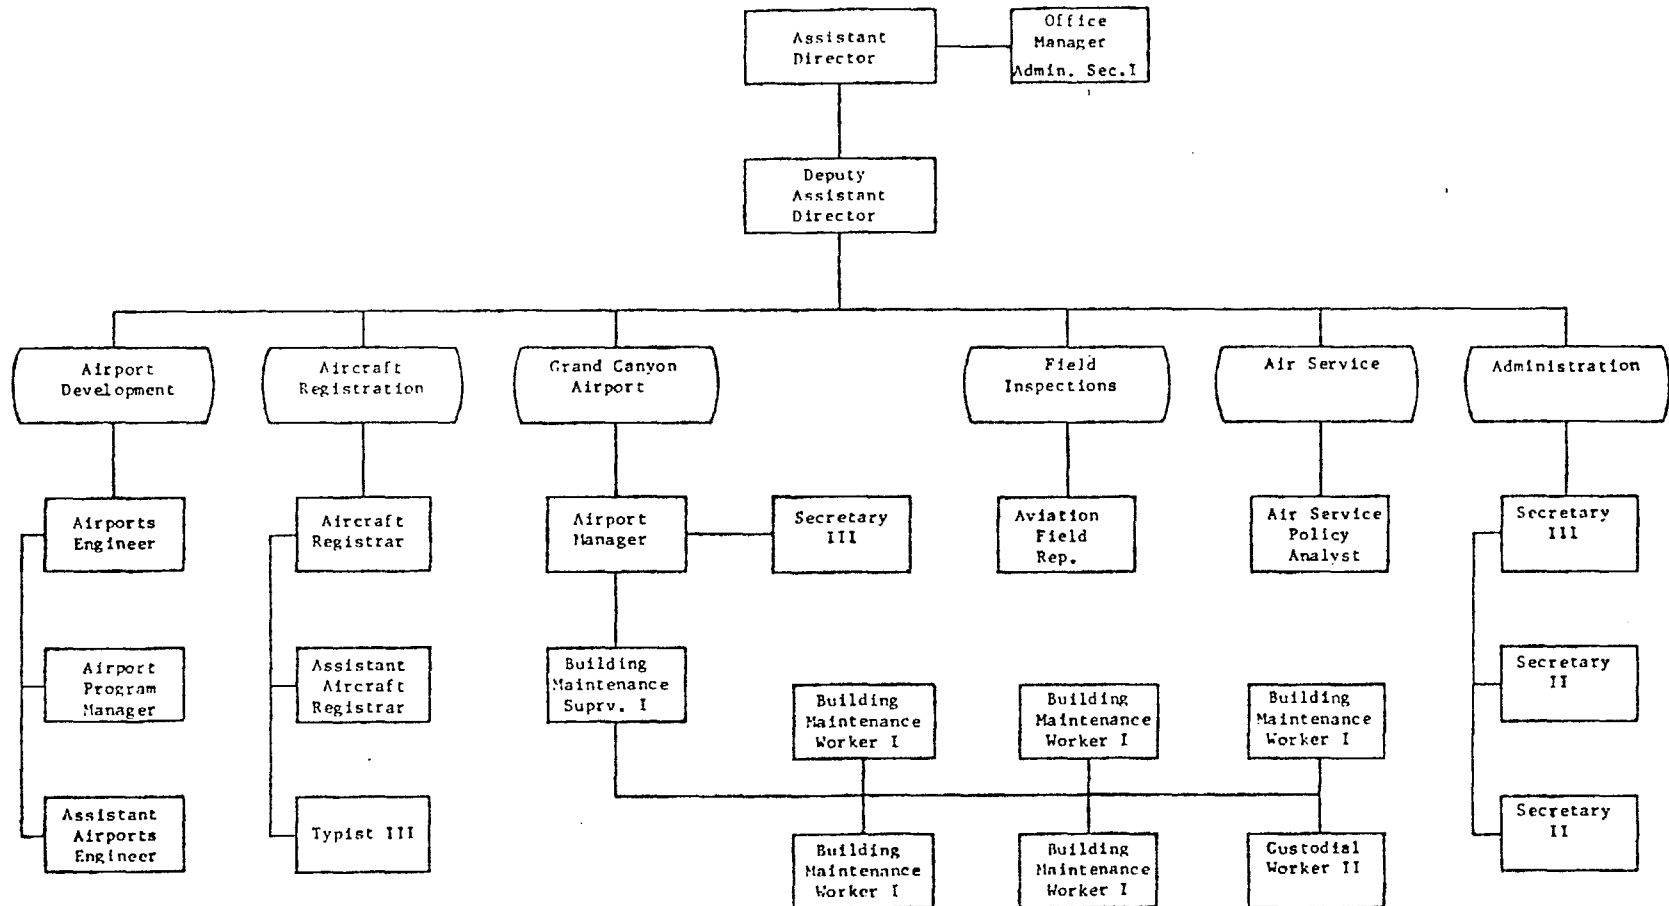 Assistant
Director
Office
Manager
Admin. Sec.I
Deputy
Assistant
Director
Airport
Development
Aircraft
Registration
Grand Canyon
Airport
Field
Inspections
Air Service
Administration
Airports
Engineer
Aircraft
Registrar
Airport
Manager
Secretary
III
Aviation
Field
Rep.
Air Service
Policy
Analyst
Secretary
III
Airport
Program
Manager
Assistant
Aircraft
Registrar
Building
Maintenance
Suprv. I
Building
Maintenance
Worker I
Building
Maintenance
Worker I
Building
Maintenance
Worker I
Secretary
II
Assistant
Airports
Engineer
Typist III
Building
Maintenance
Worker I
Building
Maintenance
Worker I
Custodial
Worker II
Secretary
II